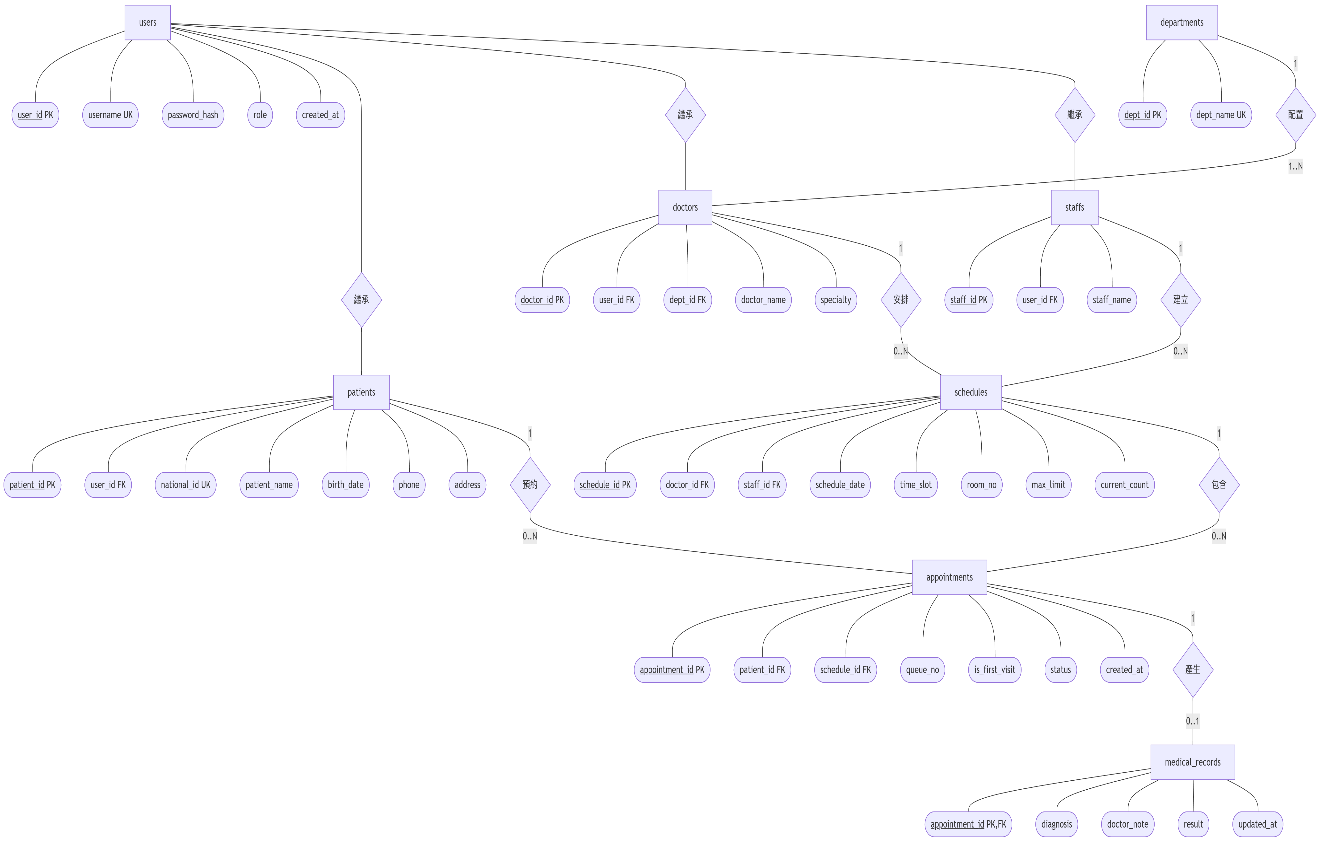 users
departments
1
user_id PK
username UK
password_hash
role
created_at
繼承
繼承
dept_id PK
dept_name UK
配置
1..N
doctors
staffs
1
1
doctor_id PK
user_id FK
dept_id FK
doctor_name
specialty
安排
staff_id PK
user_id FK
staff_name
建立
繼承
0..N
0..N
patients
schedules
1
1
patient_id PK
user_id FK
national_id UK
patient_name
birth_date
phone
address
預約
schedule_id PK
doctor_id FK
staff_id FK
schedule_date
time_slot
room_no
max_limit
current_count
包含
0..N
0..N
appointments
1
appointment_id PK
patient_id FK
schedule_id FK
queue_no
is_first_visit
status
created_at
產生
0..1
medical_records
appointment_id PK,FK
diagnosis
doctor_note
result
updated_at